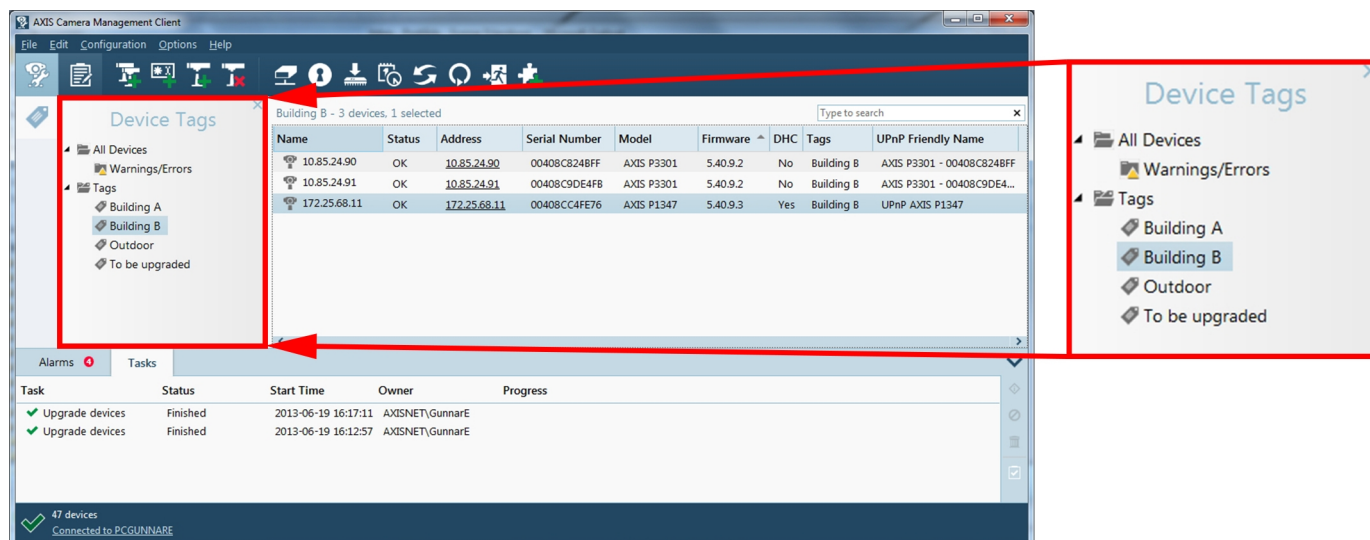 AXIS Camera Management Client
File Edit Configuration Options Help
Device Tags
All Devices
Warnings/Errors
Tags
Building A
Building B
Outdoor
To be upgraded
Building B - 3 devices, 1 selected
Type to search
Name Status Address Serial Number Model Firmware DHC Tags UPnP Friendly Name
10.85.24.90 OK 10.85.24.90 00408C824BFF AXIS P3301 5.40.9.2 No Building B AXIS P3301 - 00408C824BFF
10.85.24.91 OK 10.85.24.91 00408C9DE4FB AXIS P3301 5.40.9.2 No Building B AXIS P3301 - 00408C9DE4...
172.25.68.11 OK 172.25.68.11 00408CC4FE76 AXIS P1347 5.40.9.3 Yes Building B UPnP AXIS P1347
Alarms 4 Tasks
Task Status Start Time Owner Progress
Upgrade devices Finished 2013-06-19 16:17:11 AXISNET\GunnarE
Upgrade devices Finished 2013-06-19 16:12:57 AXISNET\GunnarE
47 devices
Connected to PCGUNNARE
Device Tags
All Devices
Warnings/Errors
Tags
Building A
Building B
Outdoor
To be upgraded